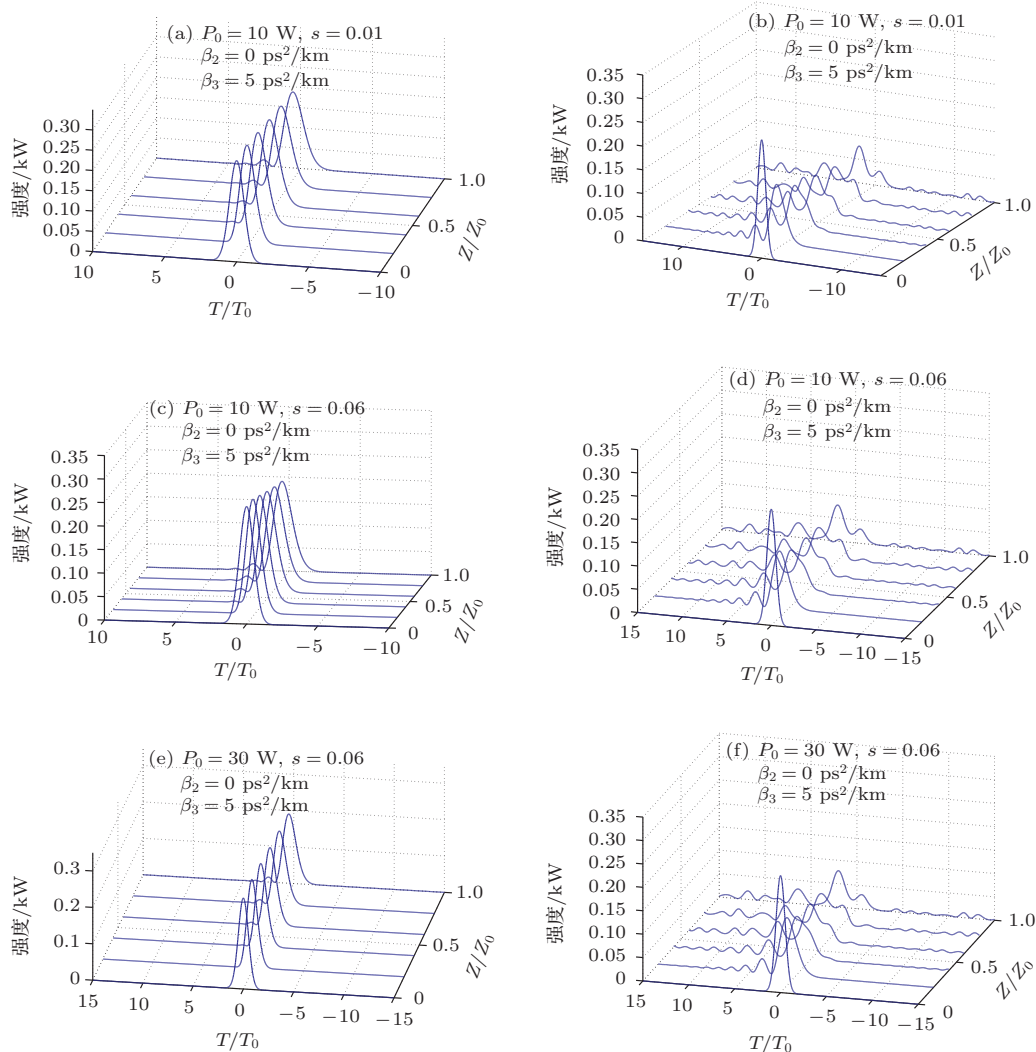 (a) P₀ = 10 W, s = 0.01
β₂ = 0 ps²/km
β₃ = 5 ps²/km
强度/kW
0.30
0.25
0.20
0.15
0.10
0.05
0
10
5
0
−5
−10
T/T₀
0
0.5
1.0
Z/Z₀
(b) P₀ = 10 W, s = 0.01
β₂ = 0 ps²/km
β₃ = 5 ps²/km
强度/kW
0.35
0.30
0.25
0.20
0.15
0.10
0.05
0
10
0
−10
T/T₀
0
0.5
1.0
Z/Z₀
(c) P₀ = 10 W, s = 0.06
β₂ = 0 ps²/km
β₃ = 5 ps²/km
强度/kW
0.35
0.30
0.25
0.20
0.15
0.10
0.05
0
10
5
0
−5
−10
T/T₀
0
0.5
1.0
Z/Z₀
(d) P₀ = 10 W, s = 0.06
β₂ = 0 ps²/km
β₃ = 5 ps²/km
强度/kW
0.35
0.30
0.25
0.20
0.15
0.10
0.05
0
15
10
5
0
−5
−10
−15
T/T₀
0
0.5
1.0
Z/Z₀
(e) P₀ = 30 W, s = 0.06
β₂ = 0 ps²/km
β₃ = 5 ps²/km
强度/kW
0.3
0.2
0.1
0
15
10
5
0
−5
−10
−15
T/T₀
0
0.5
1.0
Z/Z₀
(f) P₀ = 30 W, s = 0.06
β₂ = 0 ps²/km
β₃ = 5 ps²/km
强度/kW
0.35
0.30
0.25
0.20
0.15
0.10
0.05
0
15
10
5
0
−5
−10
−15
T/T₀
0
0.5
1.0
Z/Z₀